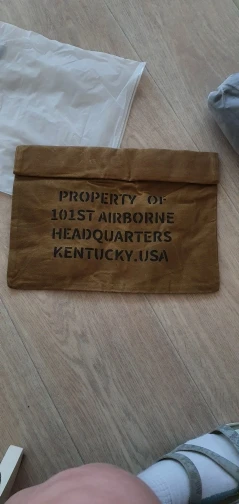 PROPERTY OF
101ST AIRBORNE
HEADQUARTERS
KENTUCKY.USA